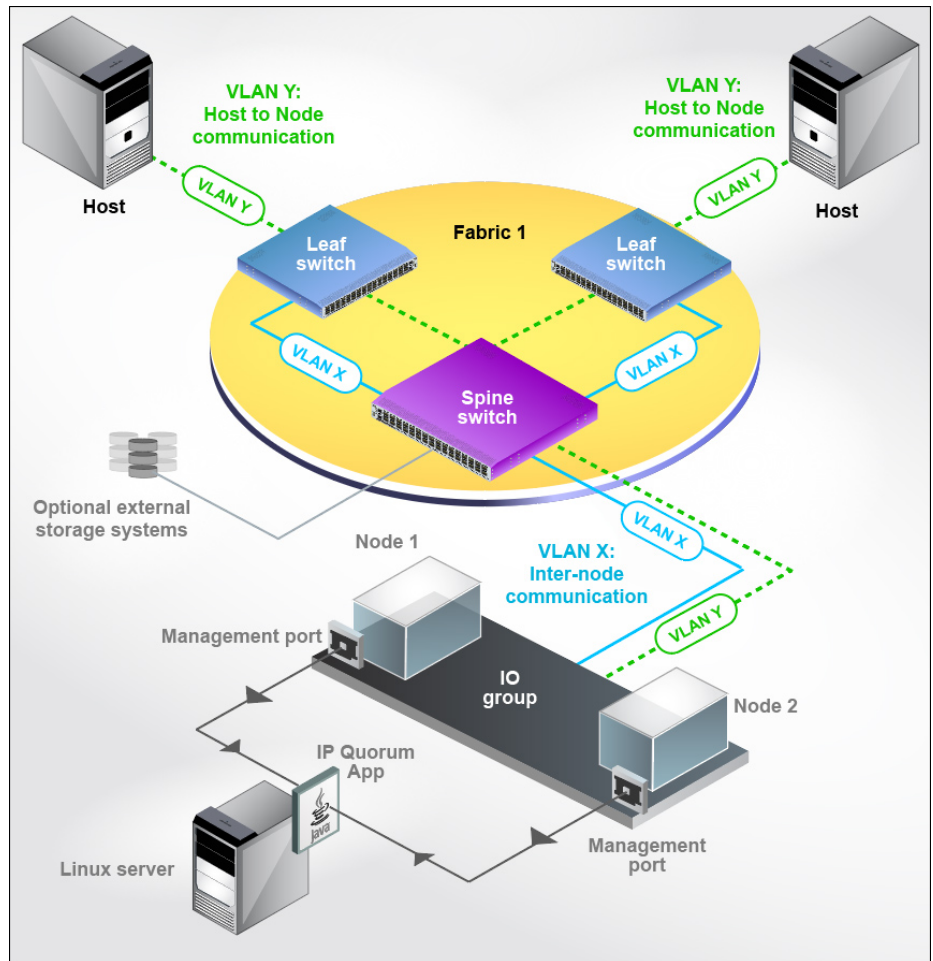 VLAN Y:
Host to Node
communication
VLAN Y:
Host to Node
communication
VLAN Y
VLAN Y
Host
Host
Fabric 1
Leaf
switch
Leaf
switch
VLAN X
VLAN X
Spine
switch
Optional external
storage systems
VLAN X
Node 1
VLAN X:
Inter-node
communication
VLAN Y
Management port
IO
group
Node 2
IP Quorum
App
java
Linux server
Management
port